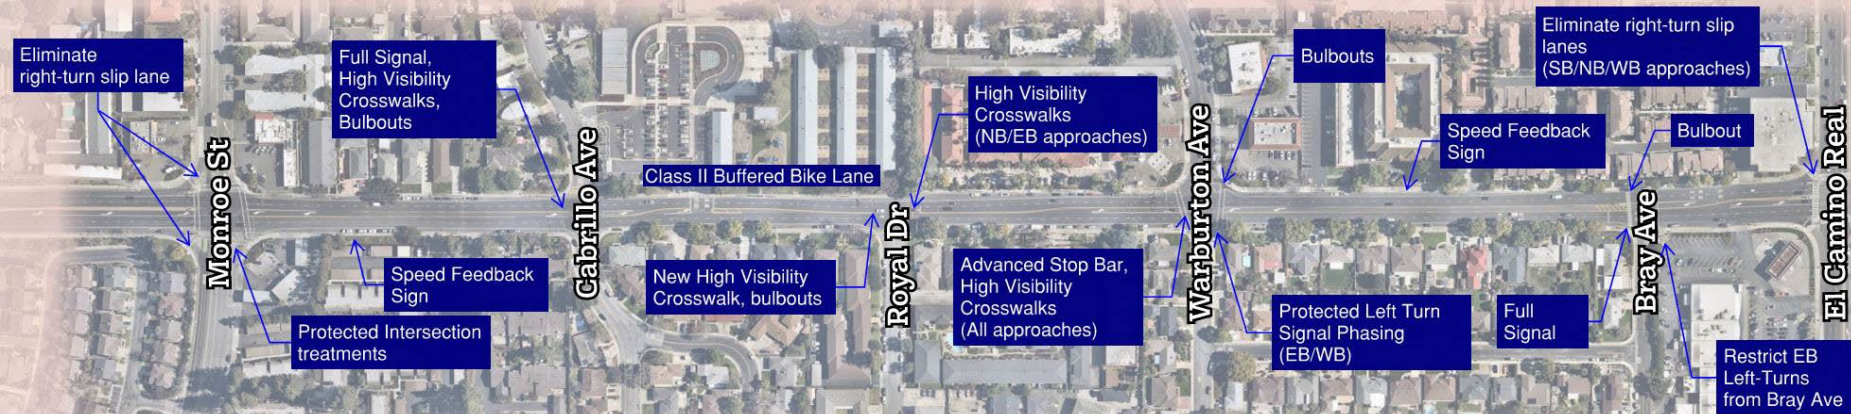 Eliminate
right-turn slip lane
Full Signal,
High Visibility
Crosswalks,
Bulbouts
Class II Buffered Bike Lane
High Visibility
Crosswalks
(NB/EB approaches)
Bulbouts
Speed Feedback
Sign
Bulbout
Eliminate right-turn slip
lanes
(SB/NB/WB approaches)
Monroe St
Cabrillo Ave
Royal Dr
Warburton Ave
Bray Ave
El Camino Real
Protected Intersection
treatments
Speed Feedback
Sign
New High Visibility
Crosswalk, bulbouts
Advanced Stop Bar,
High Visibility
Crosswalks
(All approaches)
Protected Left Turn
Signal Phasing
(EB/WB)
Full
Signal
Restrict EB
Left-Turns
from Bray Ave